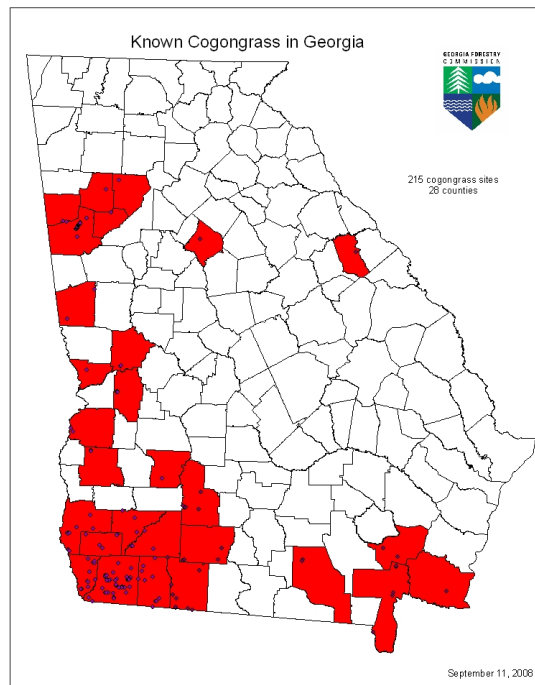 Known Cogongrass in Georgia
GEORGIA FORESTRY
COMMISSION
215 cogongrass sites
28 counties
September 11, 2008